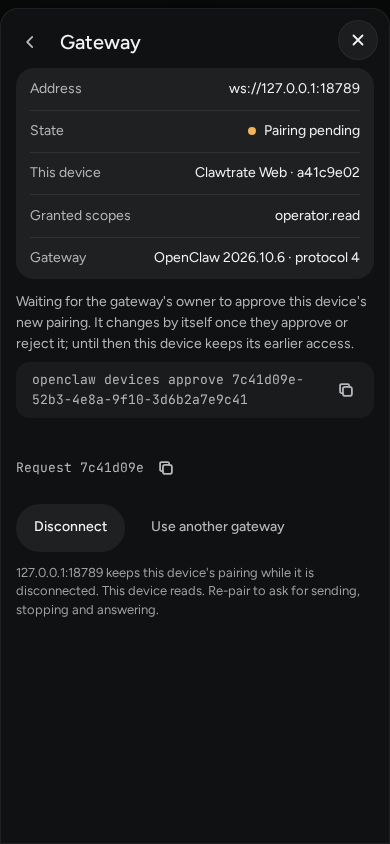 Gateway
Address ws://127.0.0.1:18789
State Pairing pending
This device Clawtrate Web · a41c9e02
Granted scopes operator.read
Gateway OpenClaw 2026.10.6 · protocol 4
Waiting for the gateway's owner to approve this device's
new pairing. It changes by itself once they approve or
reject it; until then this device keeps its earlier access.
openclaw devices approve 7c41d09e-
52b3-4e8a-9f10-3d6b2a7e9c41
Request 7c41d09e
Disconnect Use another gateway
127.0.0.1:18789 keeps this device's pairing while it is
disconnected. This device reads. Re-pair to ask for sending,
stopping and answering.